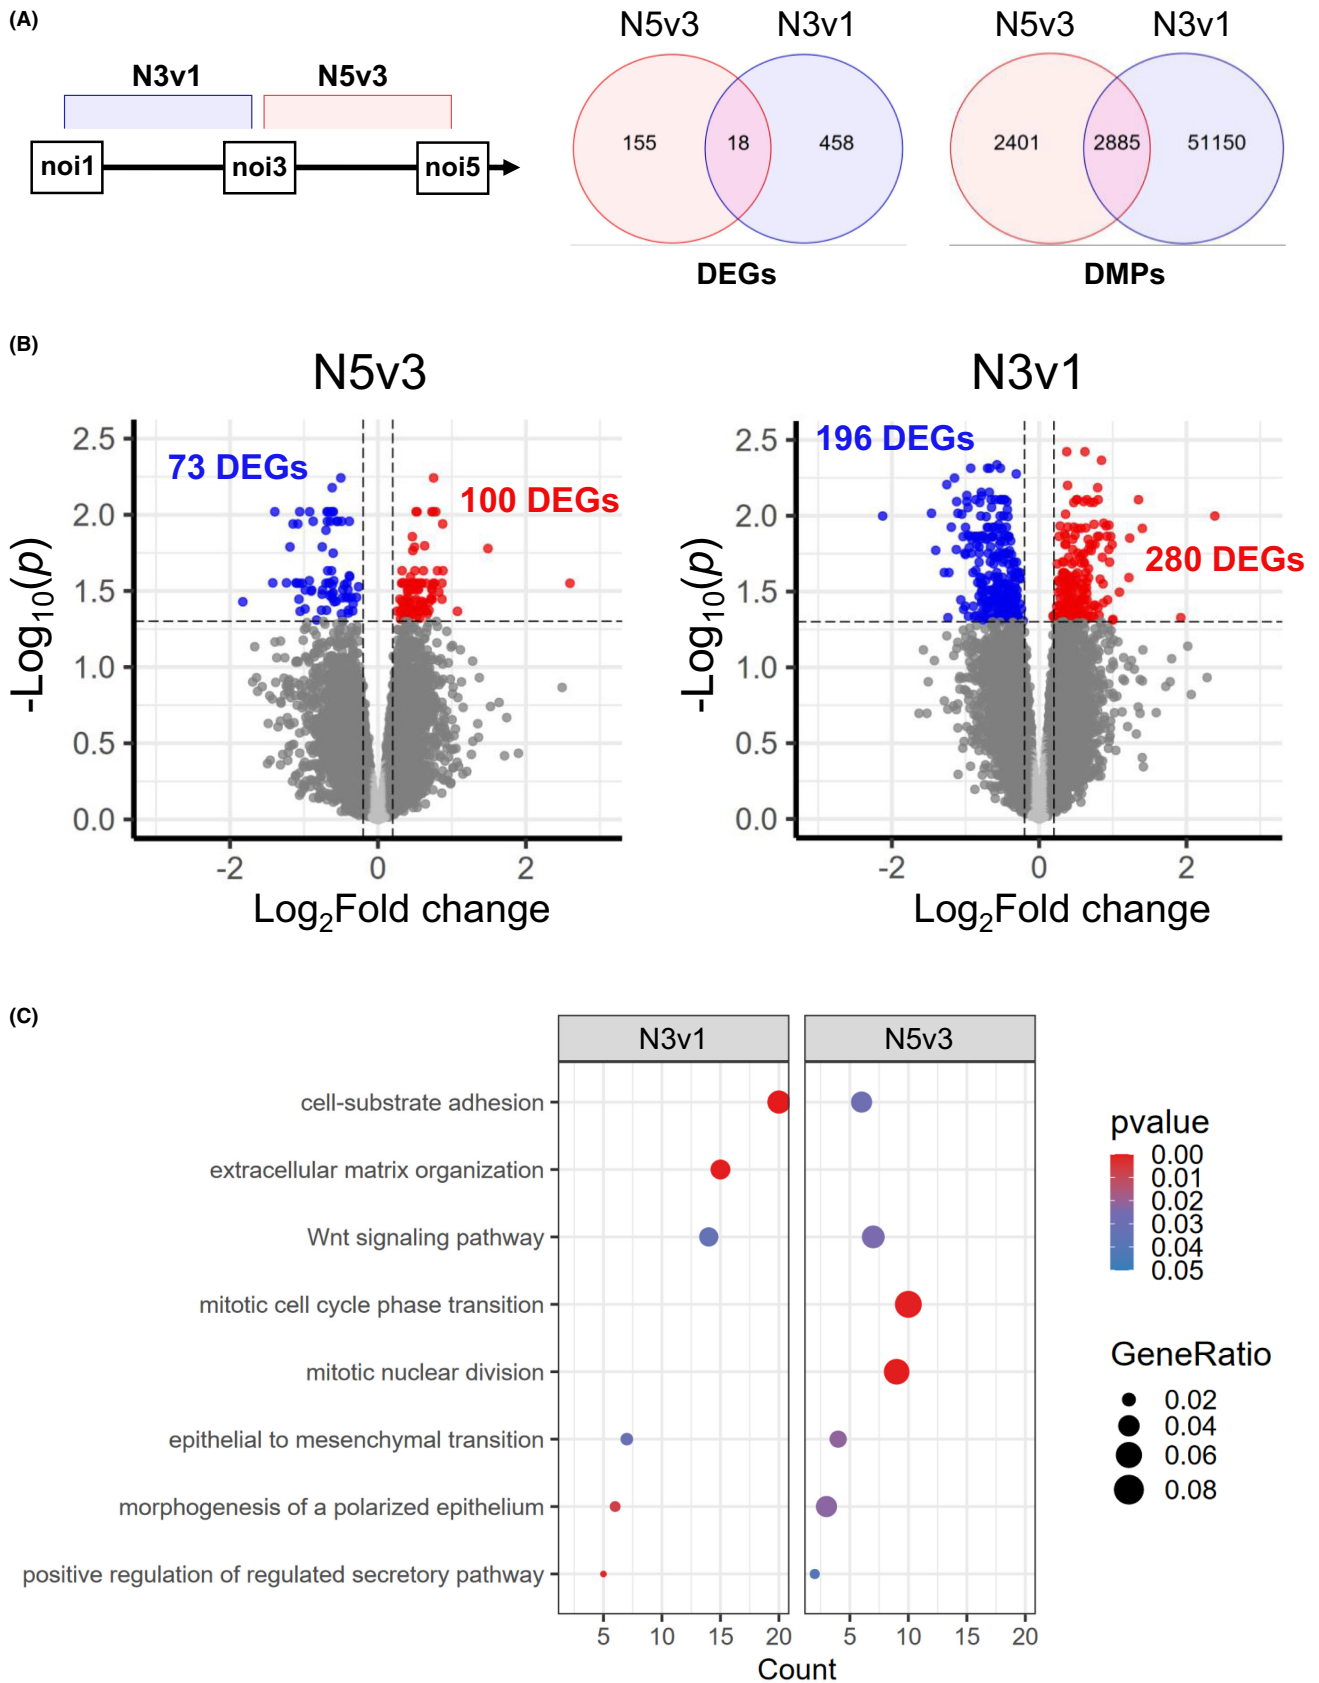 (A)
N3v1
N5v3
noi1
noi3
noi5
N5v3
N3v1
155
18
458
DEGs
N5v3
N3v1
2401
2885
51150
DMPs
(B)
N5v3
73 DEGs
100 DEGs
-Log10(p)
2.5
2.0
1.5
1.0
0.5
0.0
-2
0
2
Log2Fold change
N3v1
196 DEGs
280 DEGs
-Log10(p)
2.5
2.0
1.5
1.0
0.5
0.0
-2
0
2
Log2Fold change
(C)
N3v1
N5v3
cell-substrate adhesion
extracellular matrix organization
Wnt signaling pathway
mitotic cell cycle phase transition
mitotic nuclear division
epithelial to mesenchymal transition
morphogenesis of a polarized epithelium
positive regulation of regulated secretory pathway
5 10 15 20
5 10 15 20
Count
pvalue
0.00
0.01
0.02
0.03
0.04
0.05
GeneRatio
0.02
0.04
0.06
0.08